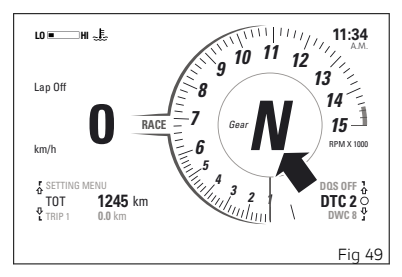 LO HI
11:34
A.M.
Lap Off
0
km/h
RACE
Gear N
1
2
3
4
5
6
7
8
9
10
11
12
13
14
15
RPM X 1000
SETTING MENU
TOT 1245 km
TRIP 1 0.0 km
DQS OFF
DTC 2
DWC 8
Fig 49